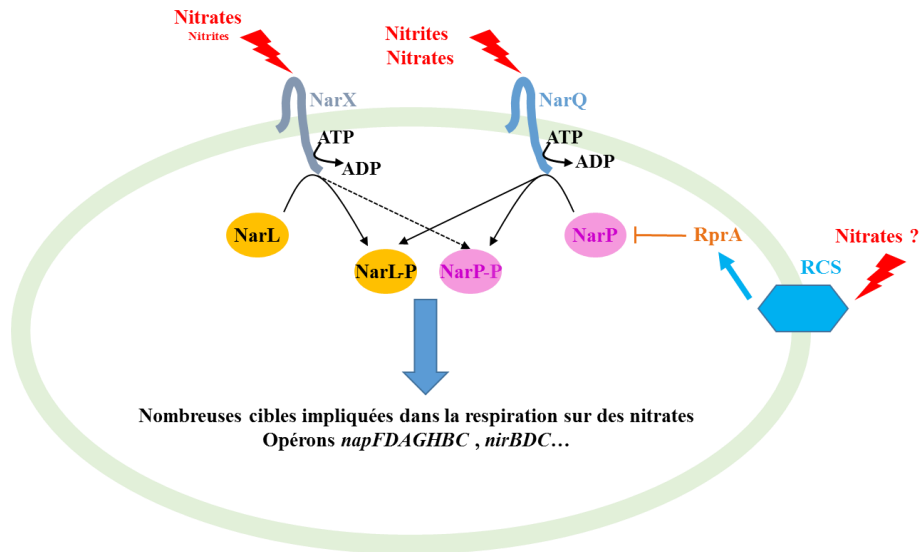 Nitrates
Nitrites
Nitrites
Nitrates
NarX
NarQ
ATP
ADP
ATP
ADP
NarL
NarP
RprA
Nitrates ?
RCS
NarL-P
NarP-P
Nombreuses cibles impliquées dans la respiration sur des nitrates
Opérons napFDAGHBC , nirBDC…